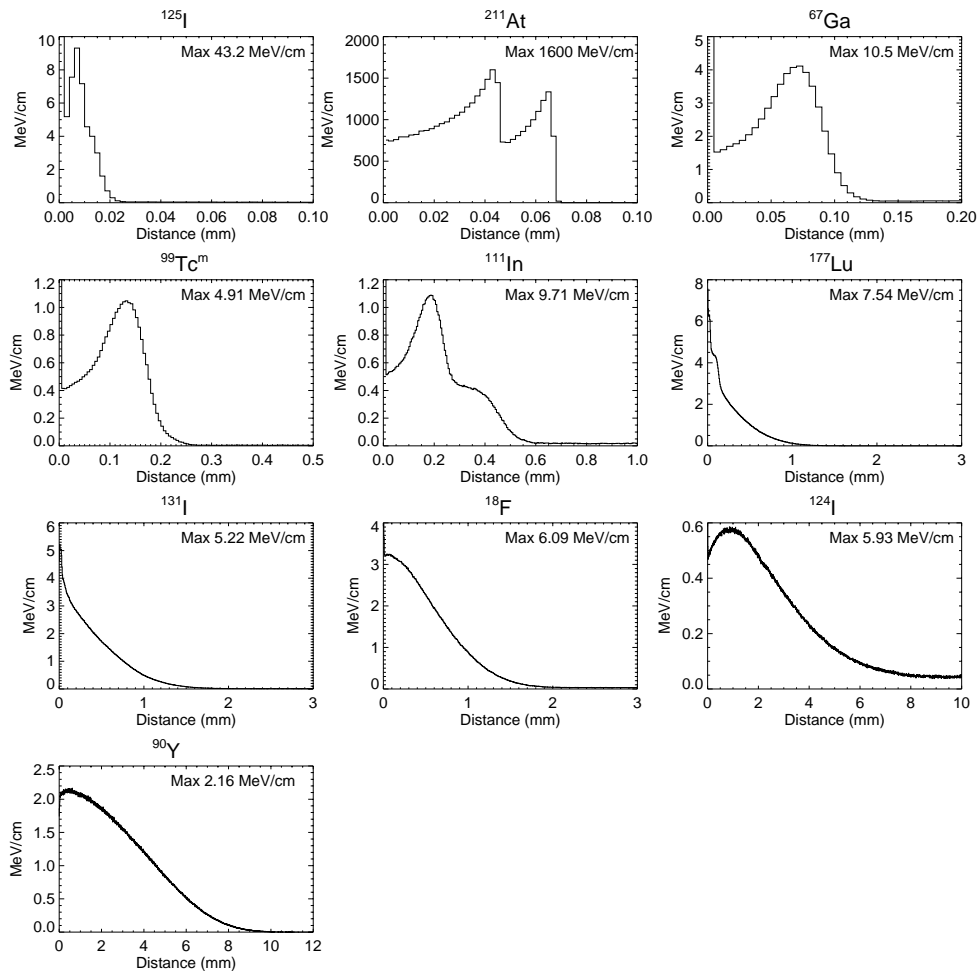 ¹²⁵I
Max 43.2 MeV/cm
MeV/cm
10
8
6
4
2
0
0.00 0.02 0.04 0.06 0.08 0.10
Distance (mm)
²¹¹At
Max 1600 MeV/cm
MeV/cm
2000
1500
1000
500
0
0.00 0.02 0.04 0.06 0.08 0.10
Distance (mm)
⁶⁷Ga
Max 10.5 MeV/cm
MeV/cm
5
4
3
2
1
0
0.00 0.05 0.10 0.15 0.20
Distance (mm)
⁹⁹Tcᵐ
Max 4.91 MeV/cm
MeV/cm
1.2
1.0
0.8
0.6
0.4
0.2
0.0
0.0 0.1 0.2 0.3 0.4 0.5
Distance (mm)
¹¹¹In
Max 9.71 MeV/cm
MeV/cm
1.2
1.0
0.8
0.6
0.4
0.2
0.0
0.0 0.2 0.4 0.6 0.8 1.0
Distance (mm)
¹⁷⁷Lu
Max 7.54 MeV/cm
MeV/cm
8
6
4
2
0
0 1 2 3
Distance (mm)
¹³¹I
Max 5.22 MeV/cm
MeV/cm
6
5
4
3
2
1
0
0 1 2 3
Distance (mm)
¹⁸F
Max 6.09 MeV/cm
MeV/cm
4
3
2
1
0
0 1 2 3
Distance (mm)
¹²⁴I
Max 5.93 MeV/cm
MeV/cm
0.6
0.4
0.2
0.0
0 2 4 6 8 10
Distance (mm)
⁹⁰Y
Max 2.16 MeV/cm
MeV/cm
2.5
2.0
1.5
1.0
0.5
0.0
0 2 4 6 8 10 12
Distance (mm)